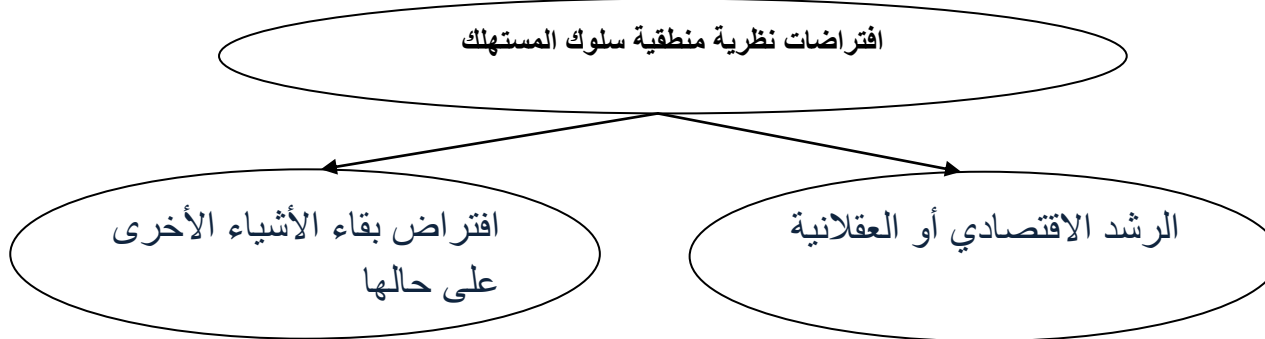 افتراضات نظرية منطقية سلوك المستهلك
الرشد الاقتصادي أو العقلانية
افتراض بقاء الأشياء الأخرى
على حالها